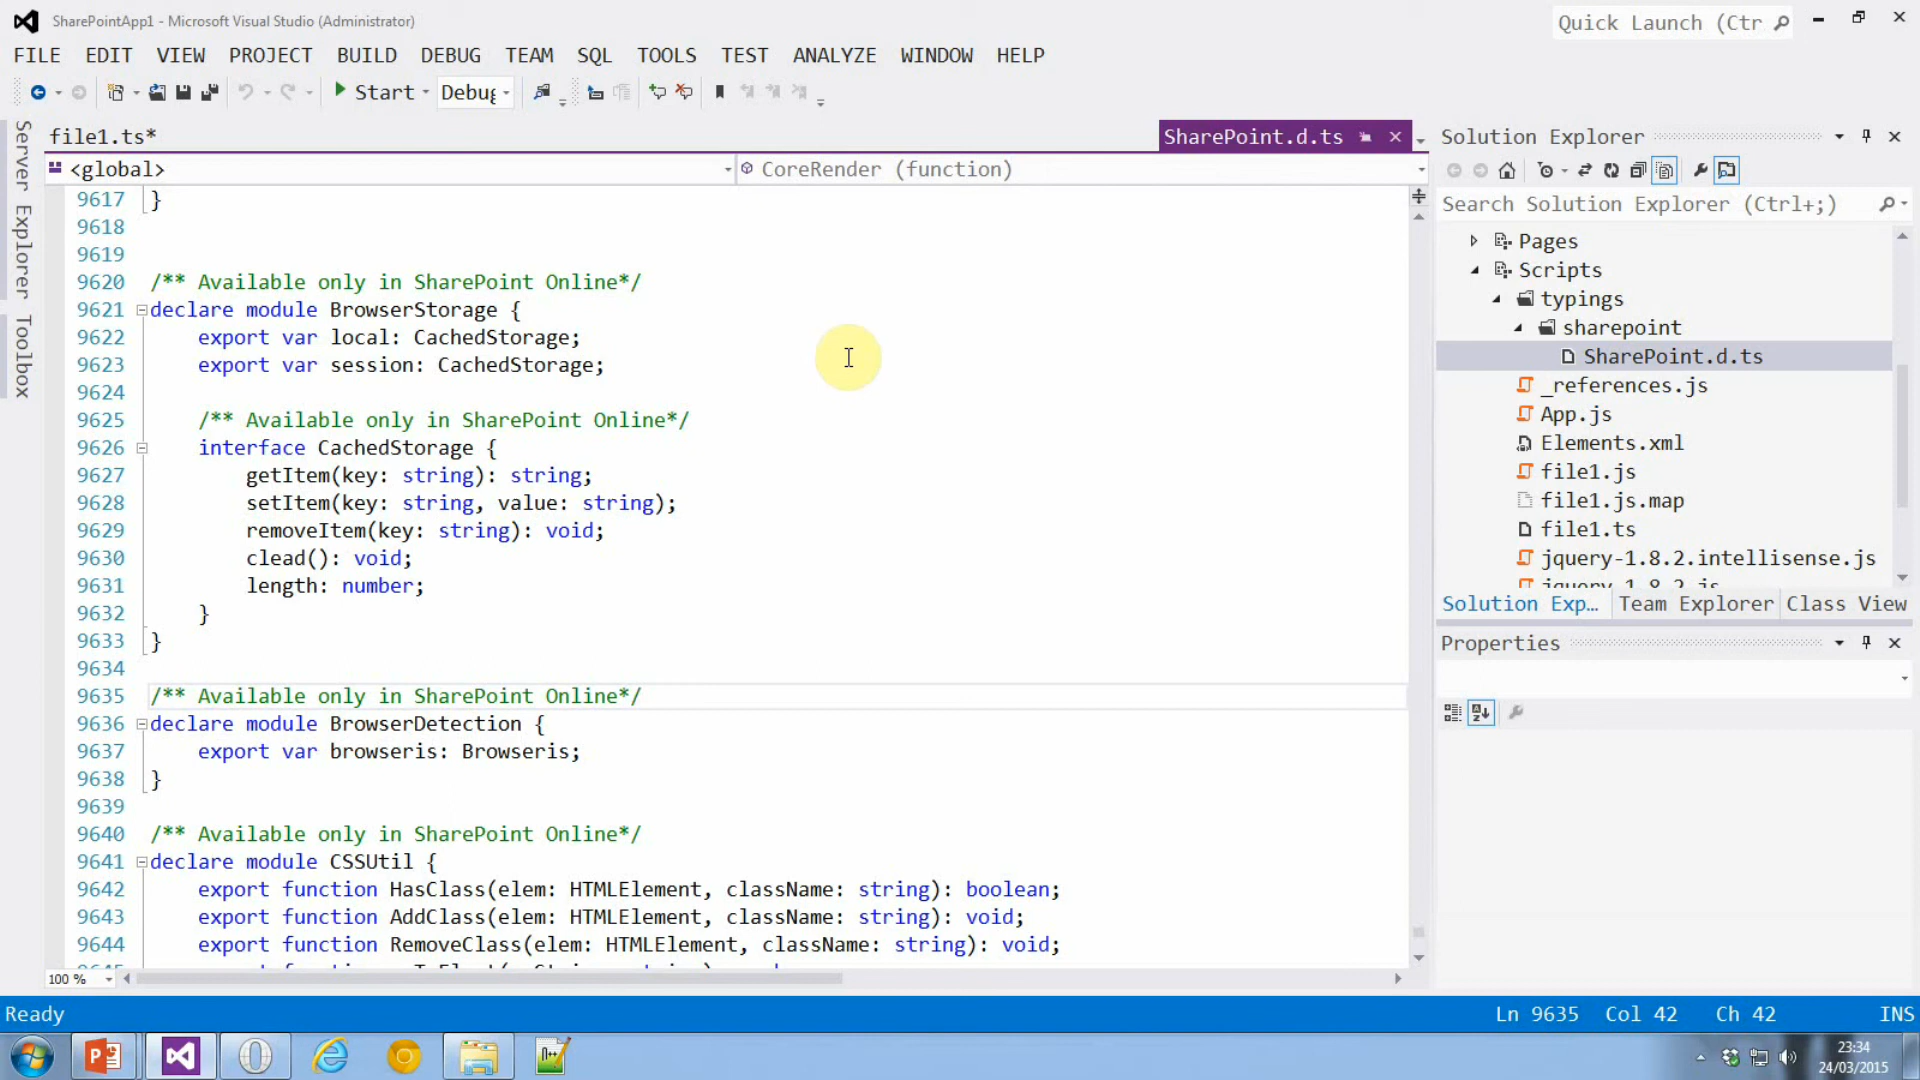 SharePointApp1 - Microsoft Visual Studio (Administrator)
Quick Launch (Ctr
FILE EDIT VIEW PROJECT BUILD DEBUG TEAM SQL TOOLS TEST ANALYZE WINDOW HELP
Start Debug
Server Explorer
Toolbox
file1.ts*
SharePoint.d.ts
<global>
CoreRender (function)
9617 }
9618
9619
9620 /** Available only in SharePoint Online*/
9621 declare module BrowserStorage {
9622 export var local: CachedStorage;
9623 export var session: CachedStorage;
9624
9625 /** Available only in SharePoint Online*/
9626 interface CachedStorage {
9627 getItem(key: string): string;
9628 setItem(key: string, value: string);
9629 removeItem(key: string): void;
9630 clead(): void;
9631 length: number;
9632 }
9633 }
9634
9635 /** Available only in SharePoint Online*/
9636 declare module BrowserDetection {
9637 export var browseris: Browseris;
9638 }
9639
9640 /** Available only in SharePoint Online*/
9641 declare module CSSUtil {
9642 export function HasClass(elem: HTMLElement, className: string): boolean;
9643 export function AddClass(elem: HTMLElement, className: string): void;
9644 export function RemoveClass(elem: HTMLElement, className: string): void;
100 %
Solution Explorer
Search Solution Explorer (Ctrl+;)
Pages
Scripts
typings
sharepoint
SharePoint.d.ts
_references.js
App.js
Elements.xml
file1.js
file1.js.map
file1.ts
jquery-1.8.2.intellisense.js
jquery-1.8.2.js
Solution Exp... Team Explorer Class View
Properties
Ready
Ln 9635 Col 42 Ch 42 INS
23:34
24/03/2015